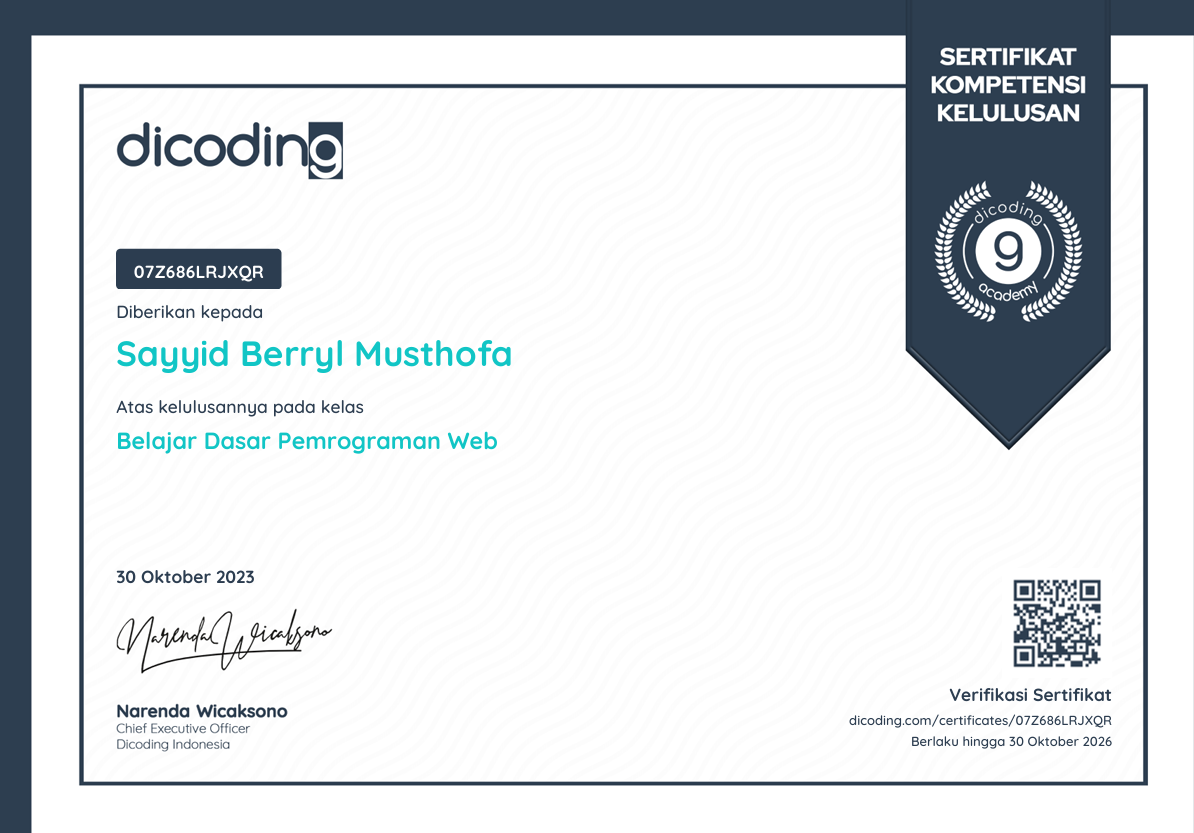 SERTIFIKAT
KOMPETENSI
KELULUSAN
dicoding
dicoding
9
academy
07Z686LRJXQR
Diberikan kepada
Sayyid Berryl Musthofa
Atas kelulusannya pada kelas
Belajar Dasar Pemrograman Web
30 Oktober 2023
Narenda Wicaksono
Narenda Wicaksono
Chief Executive Officer
Dicoding Indonesia
Verifikasi Sertifikat
dicoding.com/certificates/07Z686LRJXQR
Berlaku hingga 30 Oktober 2026